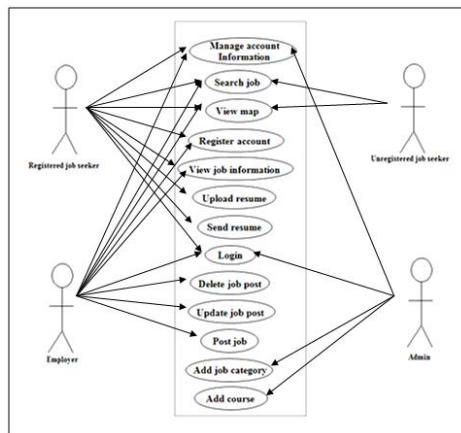 Manage account
Information
Search job
View map
Register account
View job information
Upload resume
Send resume
Login
Delete job post
Update job post
Post job
Add job category
Add course
Registered job seeker
Unregistered job seeker
Employer
Admin